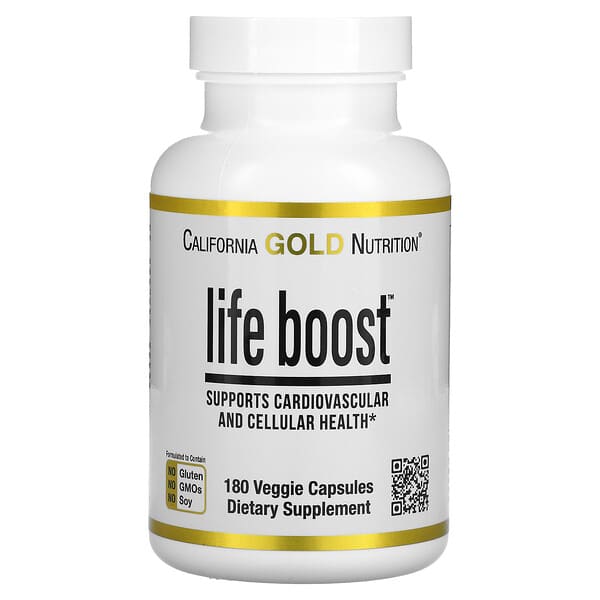 CALIFORNIA GOLD NUTRITION®
life boost™
SUPPORTS CARDIOVASCULAR
AND CELLULAR HEALTH*
Formulated to Contain
NO Gluten
NO GMOs
NO Soy
180 Veggie Capsules
Dietary Supplement